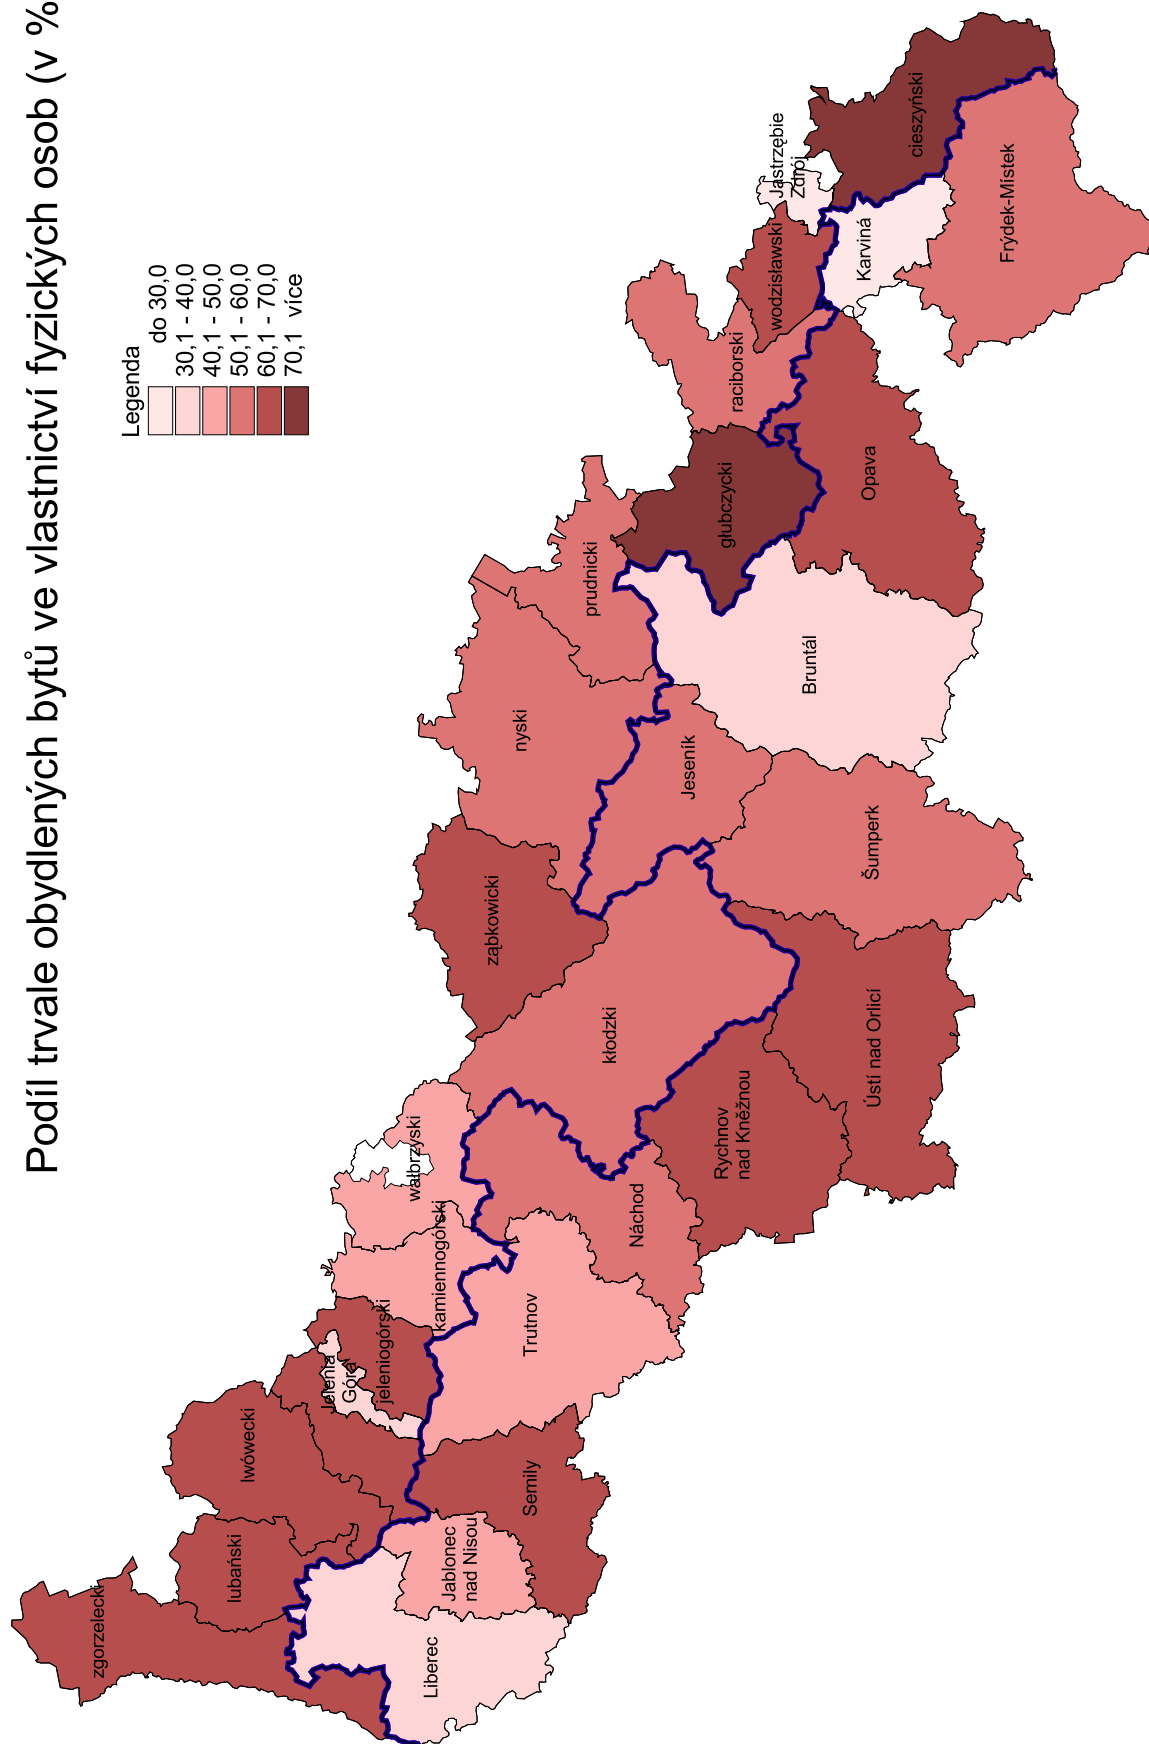 Podíl trvale obydlených bytů ve vlastnictví fyzických osob (v %
Legenda
do 30,0
30,1 - 40,0
40,1 - 50,0
50,1 - 60,0
60,1 - 70,0
70,1 více
zgorzelecki
lubański
lwówecki
Jelenia
Góra
jeleniogórski
kamiennogórski
wałbrzyski
ząbkowicki
kłodzki
nyski
prudnicki
głubczycki
raciborski
wodzisławski
Jastrzębie
Zdrój
cieszyński
Liberec
Jablonec
nad Nisou
Semily
Trutnov
Náchod
Rychnov
nad Kněžnou
Ústí nad Orlicí
Šumperk
Jeseník
Bruntál
Opava
Karviná
Frýdek-Místek